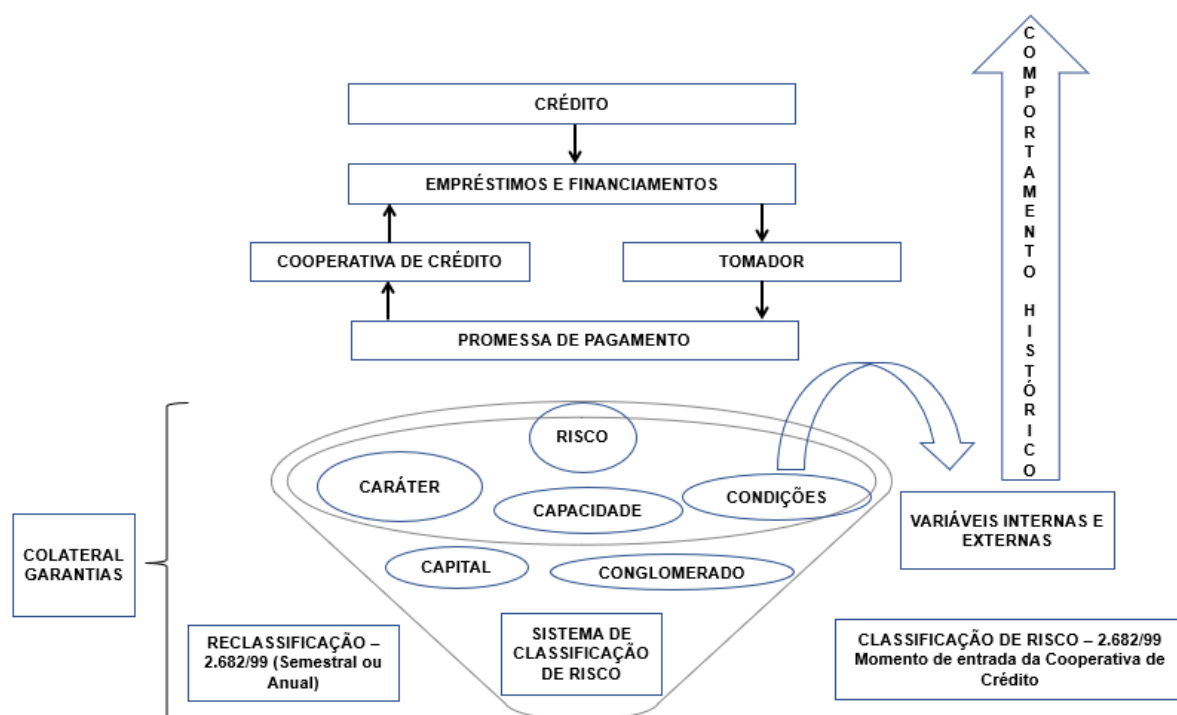 CRÉDITO
EMPRÉSTIMOS E FINANCIAMENTOS
COOPERATIVA DE CRÉDITO
TOMADOR
PROMESSA DE PAGAMENTO
COMPORTAMENTO HISTÓRICO
RISCO
CARÁTER
CAPACIDADE
CONDIÇÕES
VARIÁVEIS INTERNAS E
EXTERNAS
COLATERAL
GARANTIAS
CAPITAL
CONGLOMERADO
RECLASSIFICAÇÃO –
2.682/99 (Semestral ou
Anual)
SISTEMA DE
CLASSIFICAÇÃO
DE RISCO
CLASSIFICAÇÃO DE RISCO – 2.682/99
Momento de entrada da Cooperativa de
Crédito